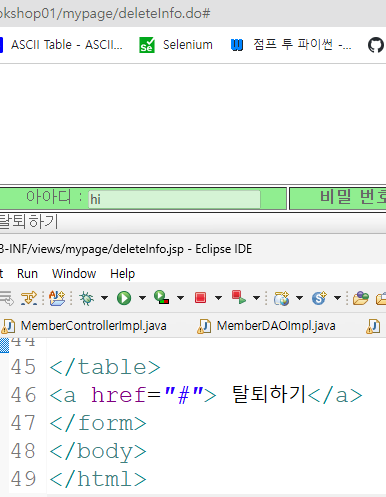 okshop01/mypage/deleteInfo.do#
ASCII Table - ASCII... Selenium 점프 투 파이썬 -...
아아디 : hi 비밀 번호
탈퇴하기
B-INF/views/mypage/deleteInfo.jsp - Eclipse IDE
t Run Window Help
MemberControllerImpl.java MemberDAOImpl.java
44
45 </table>
46 <a href="#"> 탈퇴하기</a>
47 </form>
48 </body>
49 </html>